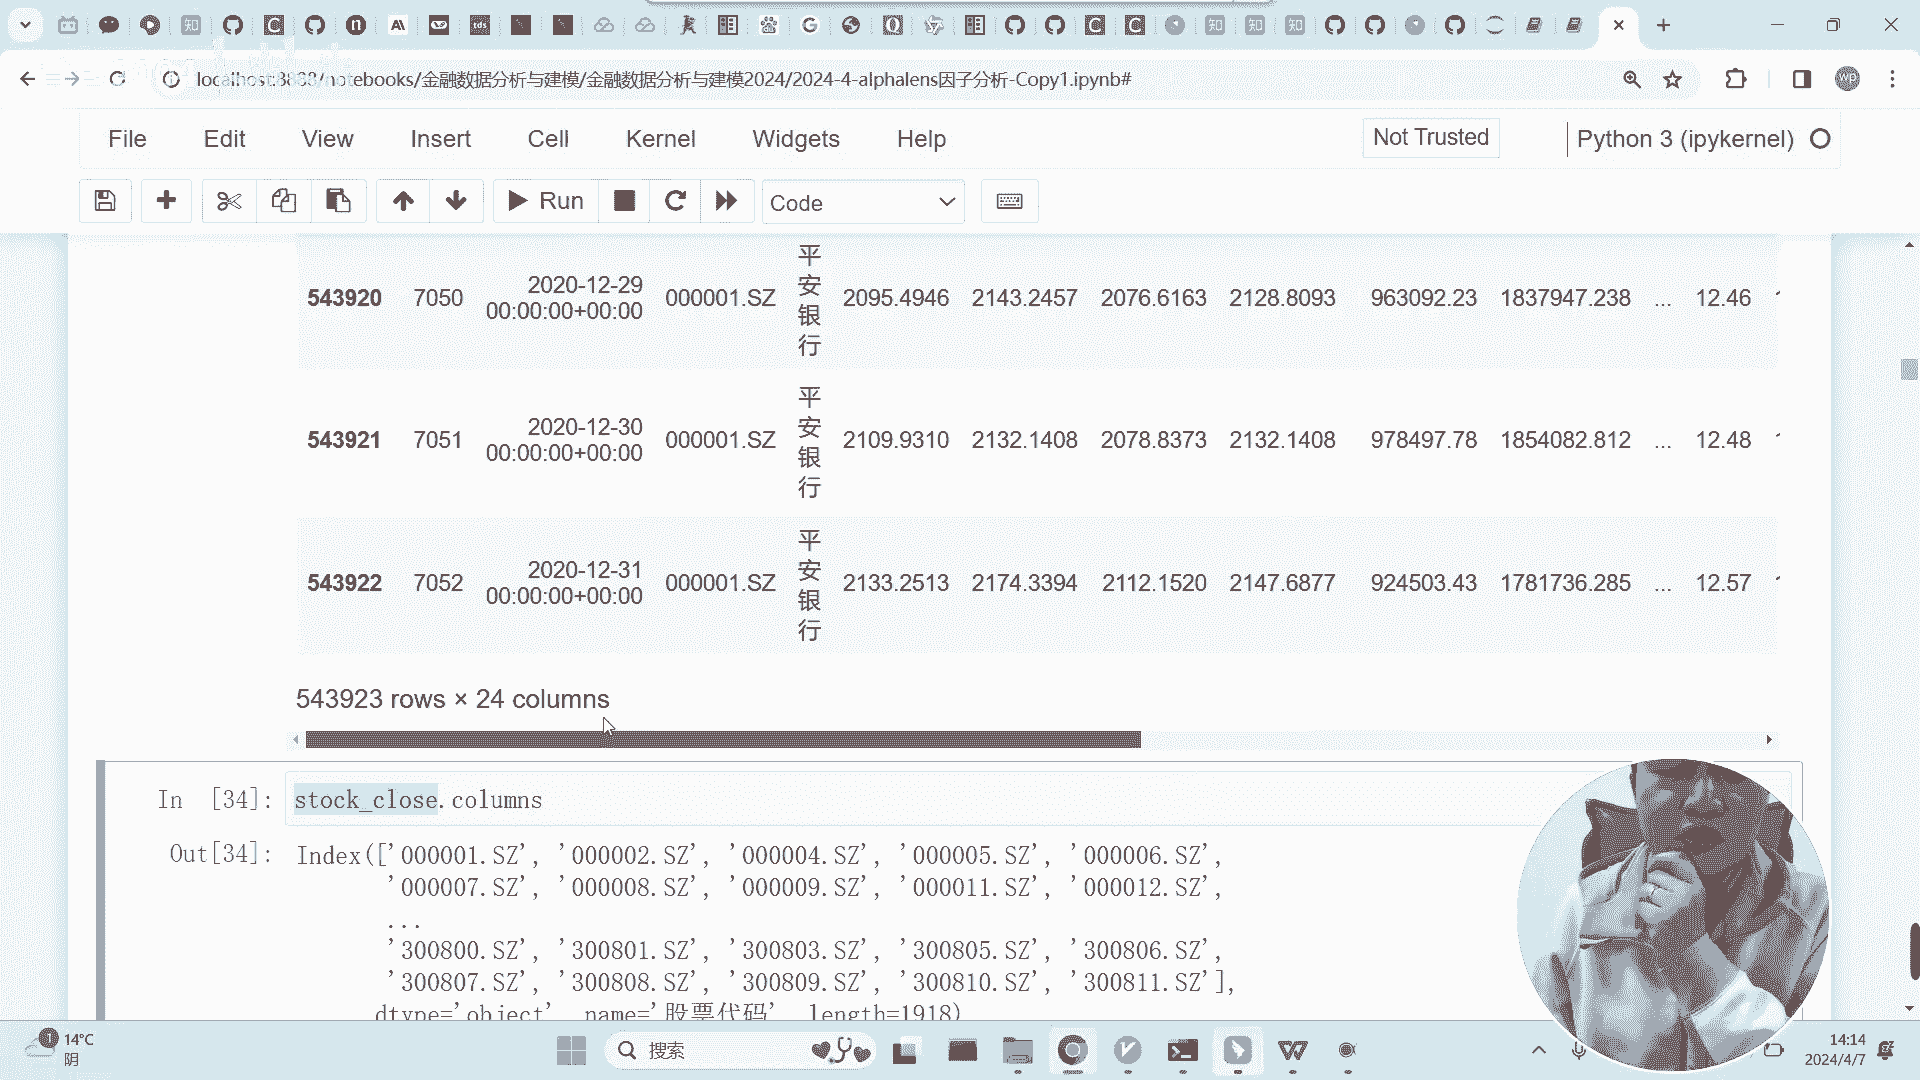 localhost:8888/notebooks/金融数据分析与建模/金融数据分析与建模2024/2024-4-alphalens因子分析-Copy1.ipynb#
File Edit View Insert Cell Kernel Widgets Help Not Trusted Python 3 (ipykernel)
Run Code
543920 7050 2020-12-29 00:00:00+00:00 000001.SZ 平安银行 2095.4946 2143.2457 2076.6163 2128.8093 963092.23 1837947.238 ... 12.46
543921 7051 2020-12-30 00:00:00+00:00 000001.SZ 平安银行 2109.9310 2132.1408 2078.8373 2132.1408 978497.78 1854082.812 ... 12.48
543922 7052 2020-12-31 00:00:00+00:00 000001.SZ 平安银行 2133.2513 2174.3394 2112.1520 2147.6877 924503.43 1781736.285 ... 12.57
543923 rows × 24 columns
In [34]: stock_close.columns
Out[34]: Index(['000001.SZ', '000002.SZ', '000004.SZ', '000005.SZ', '000006.SZ',
'000007.SZ', '000008.SZ', '000009.SZ', '000011.SZ', '000012.SZ',
...
'300800.SZ', '300801.SZ', '300803.SZ', '300805.SZ', '300806.SZ',
'300807.SZ', '300808.SZ', '300809.SZ', '300810.SZ', '300811.SZ'],
dtype='object', name='股票代码', length=1918)
14°C
阴
搜索
14:14
2024/4/7